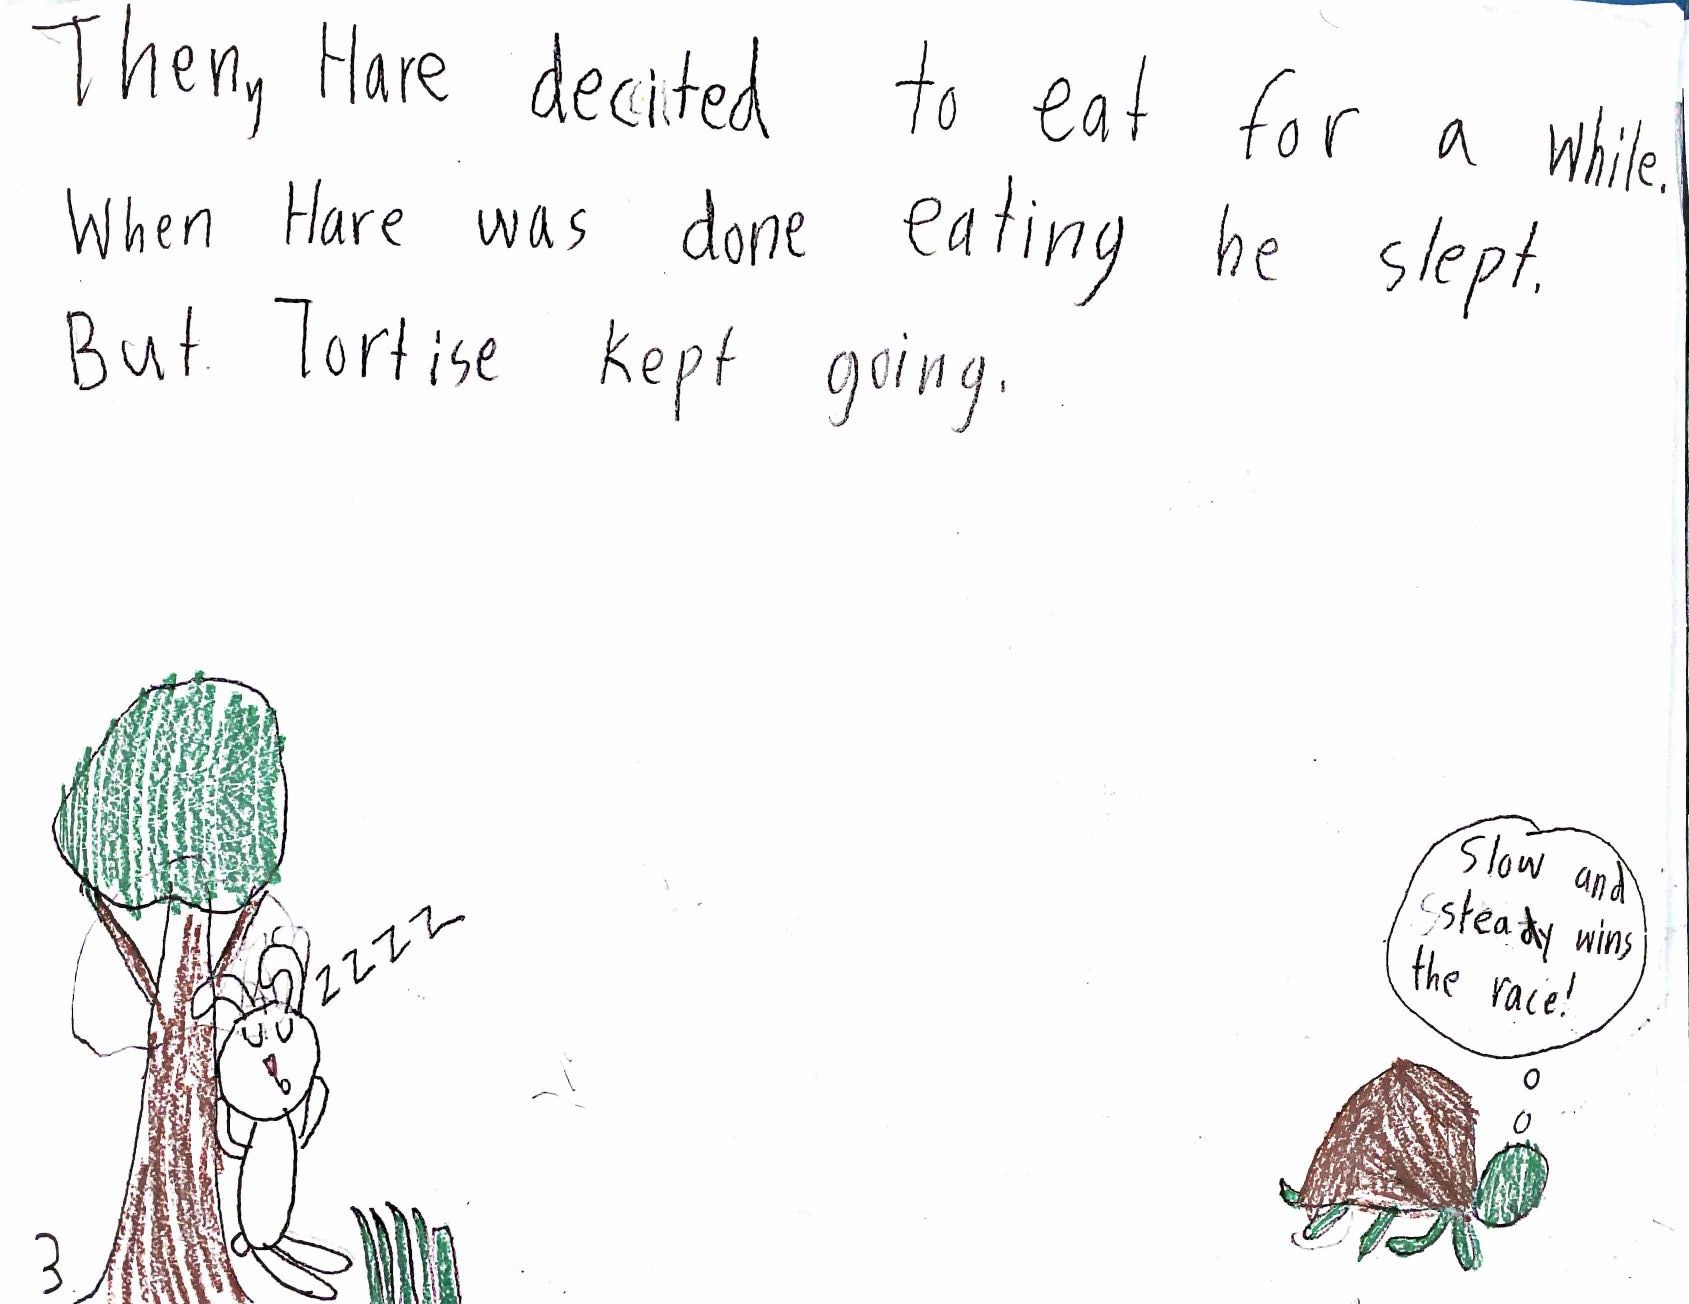 Then, Hare decited to eat for a while.
When Hare was done eating he slept.
But Tortise kept going.
zzzz
Slow and
steady wins
the race!
3